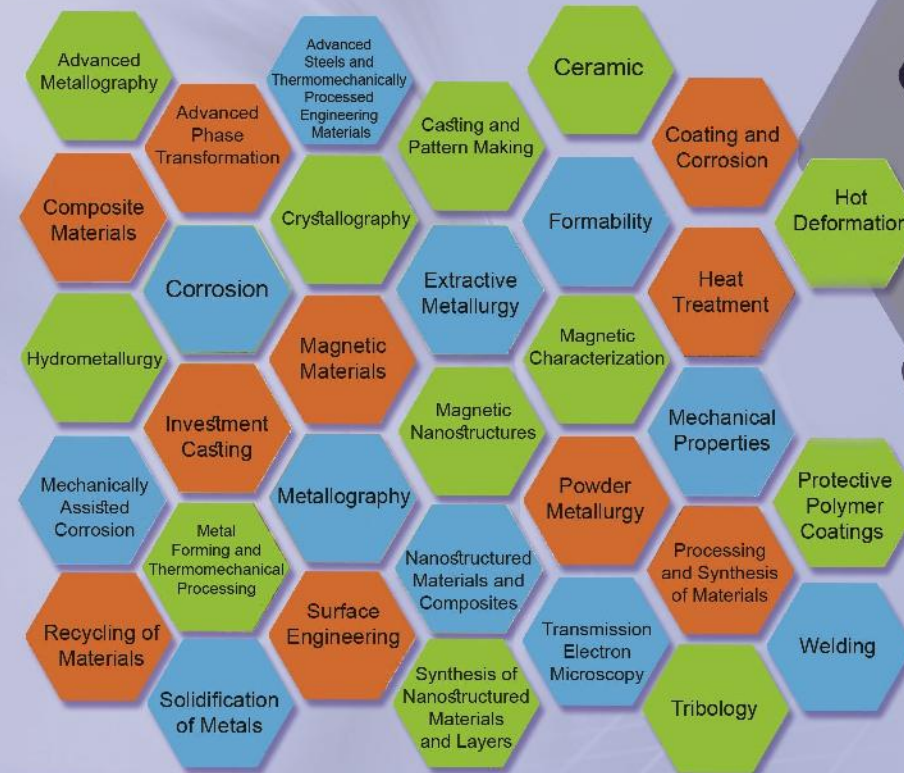 Advanced
Metallography
Advanced
Phase
Transformation
Advanced
Steels and
Thermomechanically
Processed
Engineering
Materials
Casting and
Pattern Making
Ceramic
Coating and
Corrosion
Hot
Deformation
Composite
Materials
Corrosion
Crystallography
Extractive
Metallurgy
Formability
Heat
Treatment
Hydrometallurgy
Investment
Casting
Magnetic
Materials
Magnetic
Nanostructures
Magnetic
Characterization
Mechanical
Properties
Protective
Polymer
Coatings
Mechanically
Assisted
Corrosion
Metal
Forming and
Thermomechanical
Processing
Metallography
Nanostructured
Materials and
Composites
Powder
Metallurgy
Processing
and Synthesis
of Materials
Welding
Recycling of
Materials
Solidification
of Metals
Surface
Engineering
Synthesis of
Nanostructured
Materials
and Layers
Transmission
Electron
Microscopy
Tribology